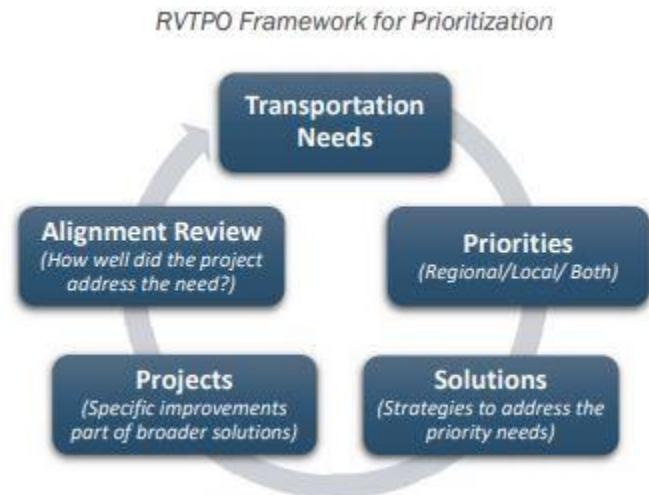 RVTPO Framework for Prioritization
Transportation
Needs
Priorities
(Regional/Local/ Both)
Solutions
(Strategies to address the
priority needs)
Projects
(Specific improvements
part of broader solutions)
Alignment Review
(How well did the project
address the need?)